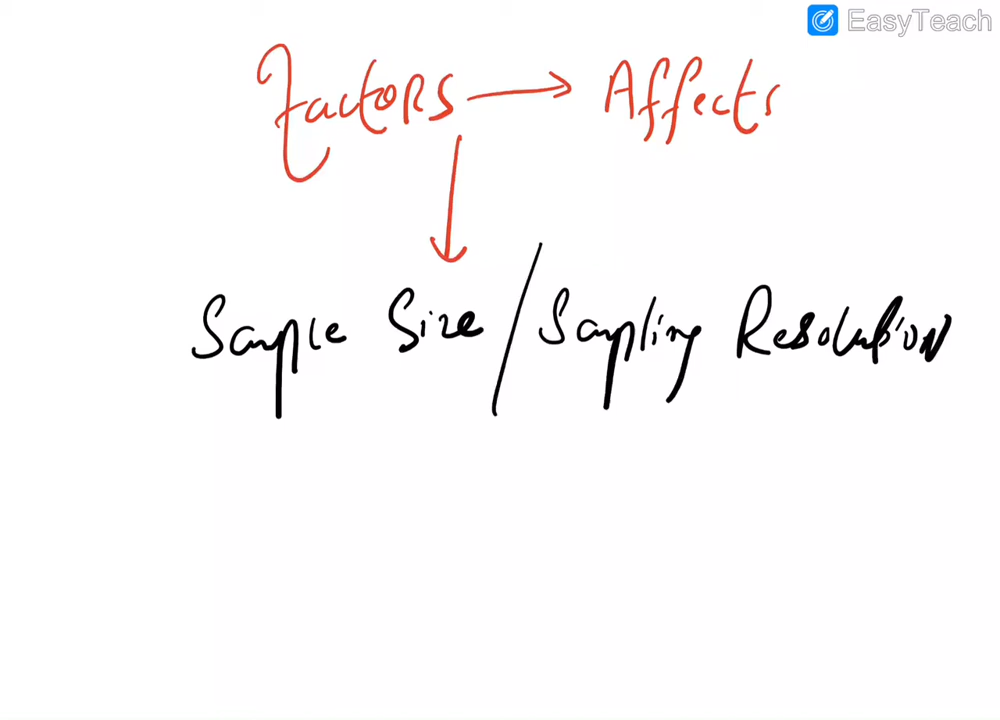 EasyTeach
Factors → Affects
↓
Sample Size / Sampling Resolution